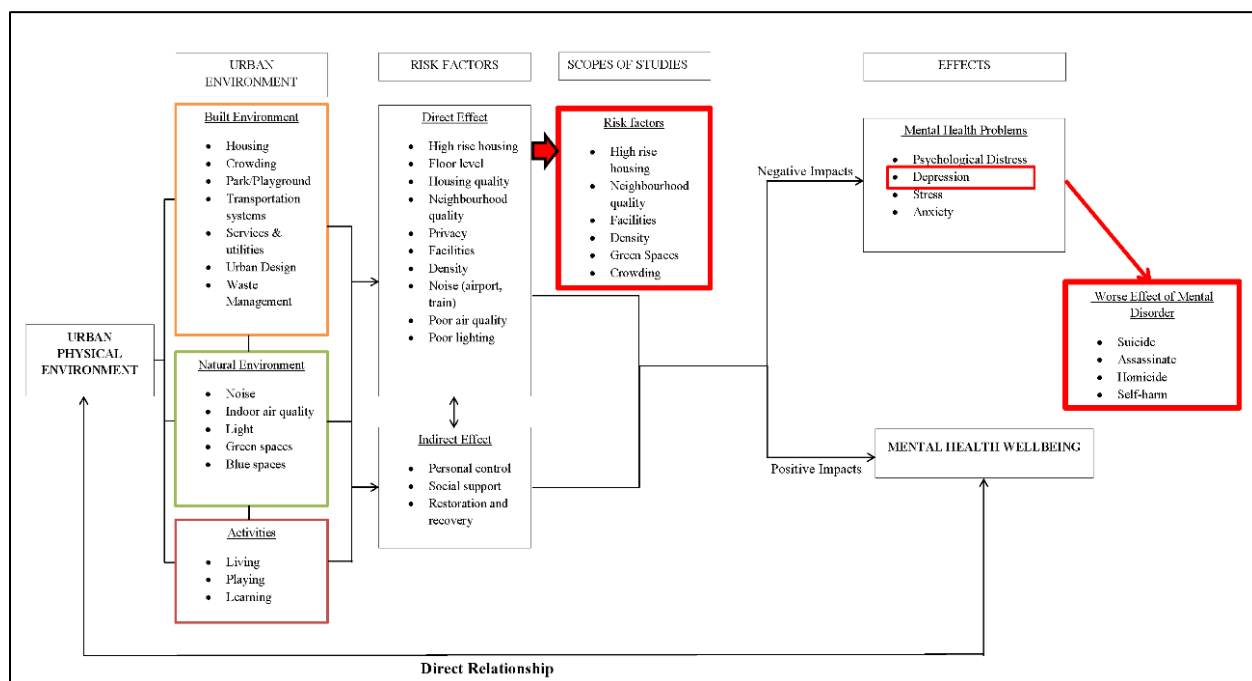 URBAN
ENVIRONMENT
RISK FACTORS
SCOPES OF STUDIES
EFFECTS
Built Environment
• Housing
• Crowding
• Park/Playground
• Transportation
systems
• Services &
utilities
• Urban Design
• Waste
Management
Direct Effect
• High rise housing
• Floor level
• Housing quality
• Neighbourhood
quality
• Privacy
• Facilities
• Density
• Noise (airport,
train)
• Poor air quality
• Poor lighting
Risk factors
• High rise
housing
• Neighbourhood
quality
• Facilities
• Density
• Green Spaces
• Crowding
Negative Impacts
Mental Health Problems
• Psychological Distress
• Depression
• Stress
• Anxiety
Worse Effect of Mental
Disorder
• Suicide
• Assassinate
• Homicide
• Self-harm
URBAN
PHYSICAL
ENVIRONMENT
Natural Environment
• Noise
• Indoor air quality
• Light
• Green spaces
• Blue spaces
Indirect Effect
• Personal control
• Social support
• Restoration and
recovery
Positive Impacts
MENTAL HEALTH WELLBEING
Activities
• Living
• Playing
• Learning
Direct Relationship